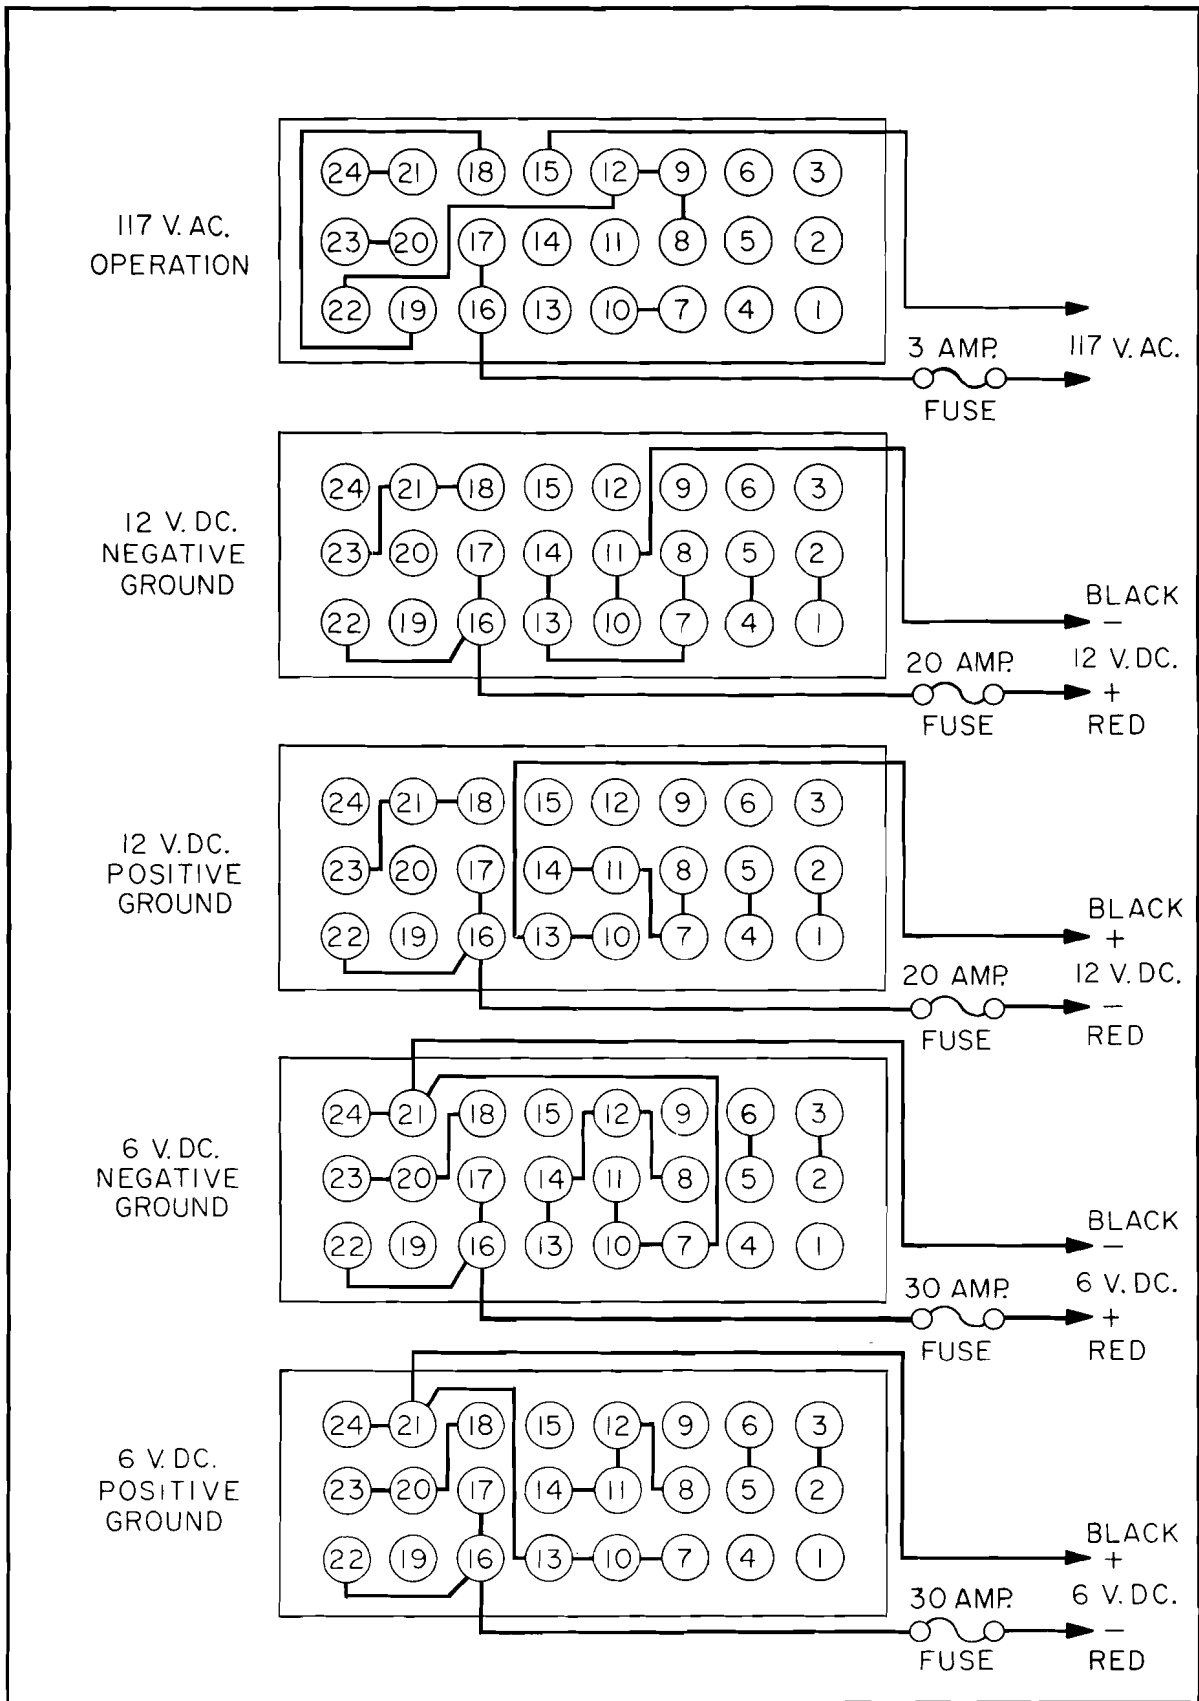 117 V. AC.
OPERATION
24 21 18 15 12 9 6 3
23 20 17 14 11 8 5 2
22 19 16 13 10 7 4 1
3 AMP.
FUSE
117 V. AC.
12 V. DC.
NEGATIVE
GROUND
24 21 18 15 12 9 6 3
23 20 17 14 11 8 5 2
22 19 16 13 10 7 4 1
BLACK
−
20 AMP.
FUSE
12 V. DC.
+
RED
12 V. DC.
POSITIVE
GROUND
24 21 18 15 12 9 6 3
23 20 17 14 11 8 5 2
22 19 16 13 10 7 4 1
BLACK
+
20 AMP.
FUSE
12 V. DC.
−
RED
6 V. DC.
NEGATIVE
GROUND
24 21 18 15 12 9 6 3
23 20 17 14 11 8 5 2
22 19 16 13 10 7 4 1
BLACK
−
30 AMP.
FUSE
6 V. DC.
+
RED
6 V. DC.
POSITIVE
GROUND
24 21 18 15 12 9 6 3
23 20 17 14 11 8 5 2
22 19 16 13 10 7 4 1
BLACK
+
30 AMP.
FUSE
6 V. DC.
−
RED